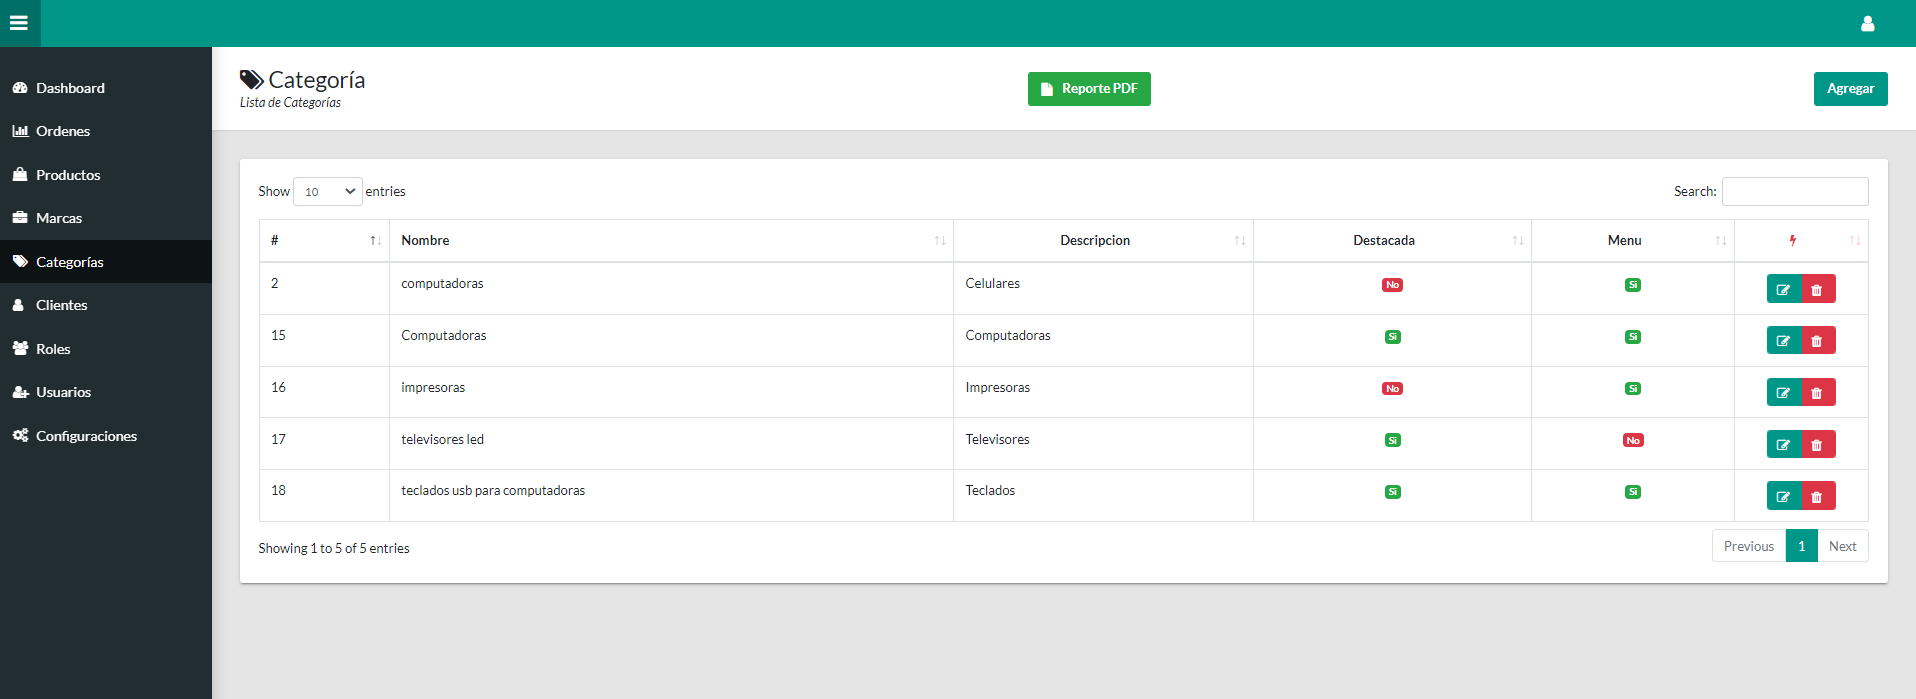 Dashboard
Ordenes
Productos
Marcas
Categorías
Clientes
Roles
Usuarios
Configuraciones
Categoría
Lista de Categorías
Reporte PDF
Agregar
Show 10 entries
Search:
# Nombre Descripcion Destacada Menu
2 computadoras Celulares No Si
15 Computadoras Computadoras Si Si
16 impresoras Impresoras No Si
17 televisores led Televisores Si No
18 teclados usb para computadoras Teclados Si Si
Showing 1 to 5 of 5 entries
Previous 1 Next